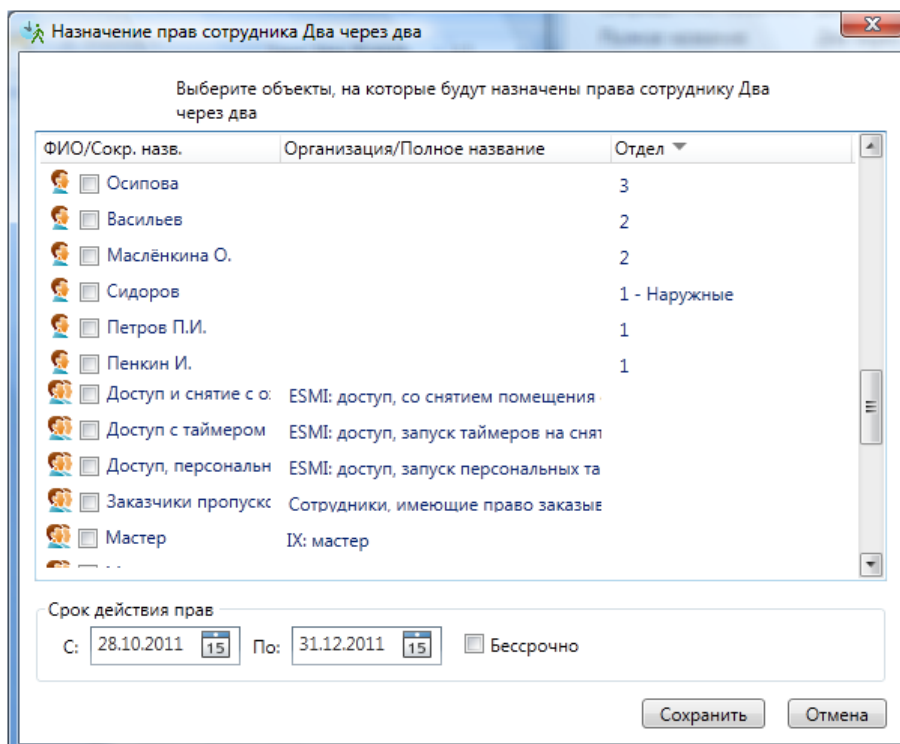 Назначение прав сотрудника Два через два
Выберите объекты, на которые будут назначены права сотруднику Два
через два
ФИО/Сокр. назв. Организация/Полное название Отдел
Осипова 3
Васильев 2
Маслёнкина О. 2
Сидоров 1 - Наружные
Петров П.И. 1
Пенкин И. 1
Доступ и снятие с о ESMI: доступ, со снятием помещения
Доступ с таймером ESMI: доступ, запуск таймеров на снят
Доступ, персональн ESMI: доступ, запуск персональных та
Заказчики пропуско Сотрудники, имеющие право заказыв
Мастер IX: мастер
Срок действия прав
С: 28.10.2011 15 По: 31.12.2011 15 Бессрочно
Сохранить Отмена